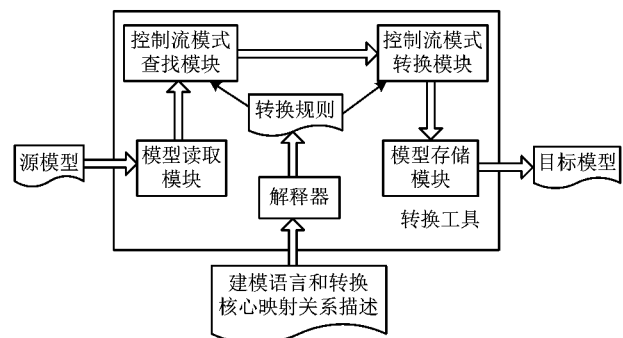 控制流模式
查找模块
控制流模式
转换模块
转换规则
源模型
模型读取
模块
模型存储
模块
目标模型
解释器
转换工具
建模语言和转换
核心映射关系描述